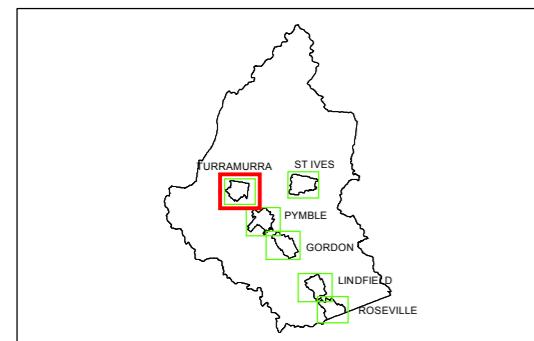 TURRAMURRA
ST IVES
PYMBLE
GORDON
LINDFIELD
ROSEVILLE